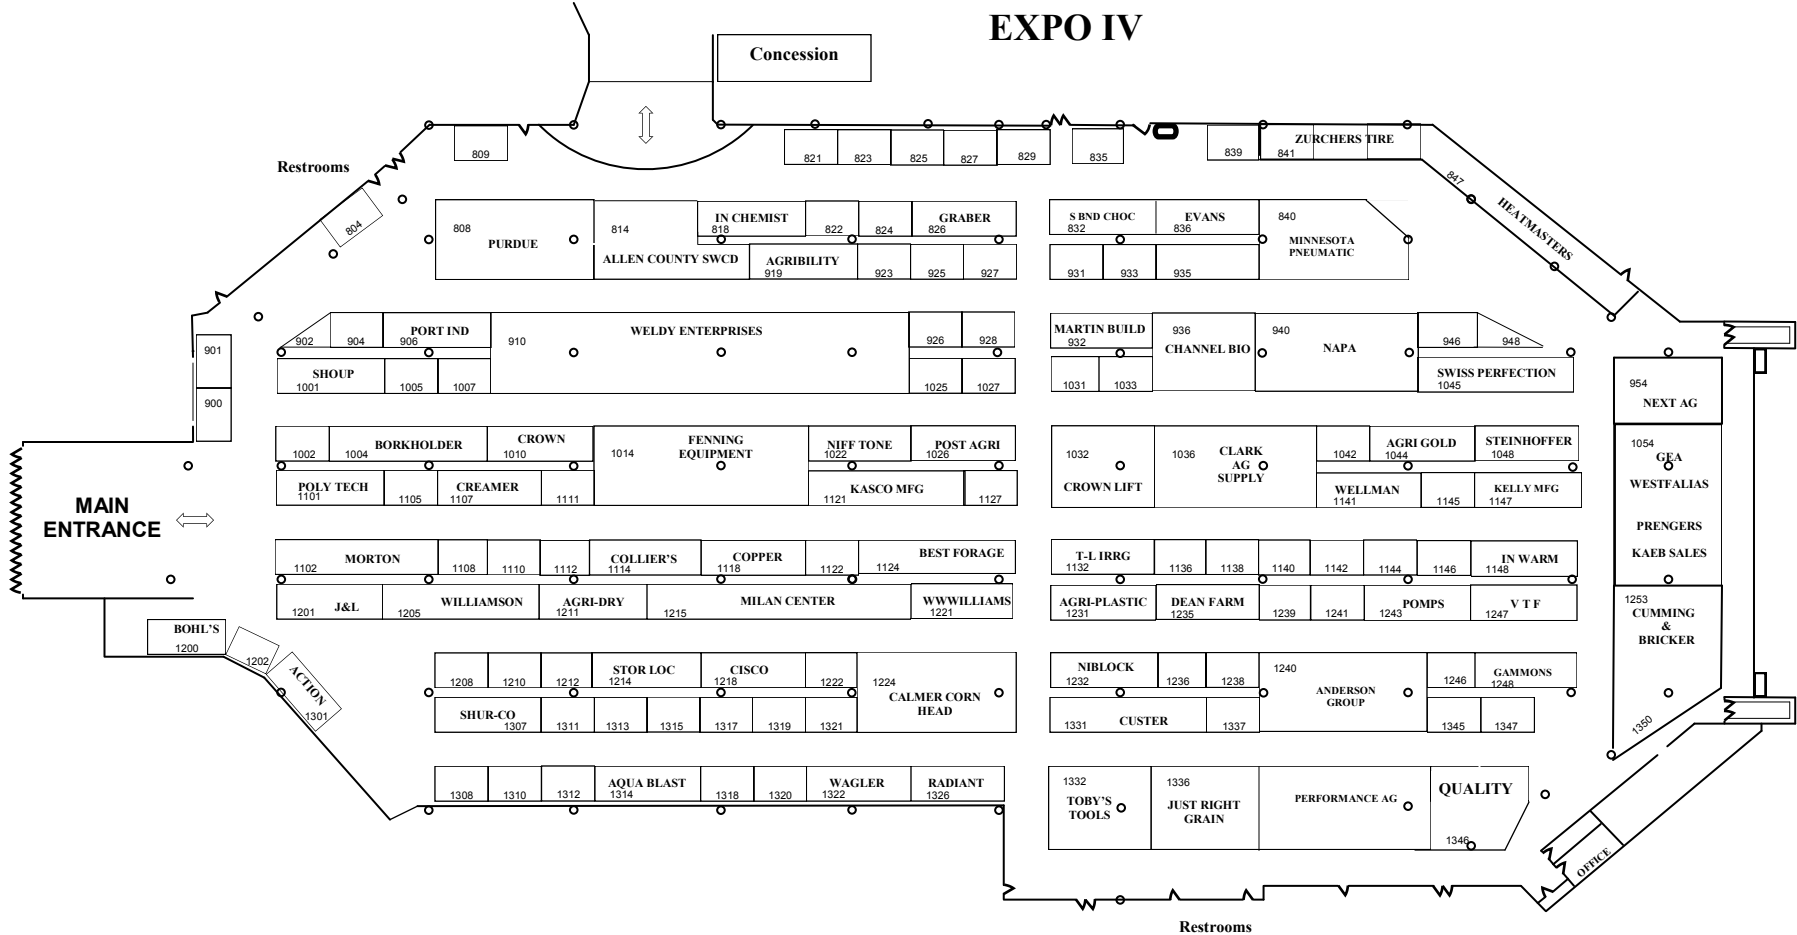 EXPO IV
Concession
Restrooms
809
821
823
825
827
829
835
839
841
ZURCHERS TIRE
847
HEATMASTERS
804
808
PURDUE
814
ALLEN COUNTY SWCD
IN CHEMIST
818
822
824
GRABER
826
AGRIBILITY
919
923
925
927
S BND CHOC
832
EVANS
836
840
MINNESOTA
PNEUMATIC
931
933
935
901
900
902
904
PORT IND
906
910
WELDY ENTERPRISES
926
928
SHOUP
1001
1005
1007
1025
1027
MARTIN BUILD
932
936
CHANNEL BIO
940
NAPA
946
948
1031
1033
SWISS PERFECTION
1045
954
NEXT AG
1002
BORKHOLDER
1004
CROWN
1010
1014
FENNING
EQUIPMENT
NIFF TONE
1022
POST AGRI
1026
POLY TECH
1101
1105
CREAMER
1107
1111
KASCO MFG
1121
1127
1032
CROWN LIFT
1036
CLARK
AG
SUPPLY
1042
AGRI GOLD
1044
STEINHOFFER
1048
WELLMAN
1141
1145
KELLY MFG
1147
1054
GEA
WESTFALIAS
PRENGERS
KAEB SALES
MAIN
ENTRANCE
MORTON
1102
1108
1110
1112
COLLIER'S
1114
COPPER
1118
1122
BEST FORAGE
1124
1201
J&L
1205
WILLIAMSON
AGRI-DRY
1211
1215
MILAN CENTER
WWWILLIAMS
1221
T-L IRRG
1132
1136
1138
1140
1142
1144
1146
IN WARM
1148
AGRI-PLASTIC
1231
DEAN FARM
1235
1239
1241
POMPS
1243
V T F
1247
1253
CUMMING
&
BRICKER
1350
BOHL'S
1200
1202
ACTION
1301
1208
1210
1212
STOR LOC
1214
CISCO
1218
1222
1224
CALMER CORN
HEAD
SHUR-CO
1307
1311
1313
1315
1317
1319
1321
NIBLOCK
1232
1236
1238
1240
ANDERSON
GROUP
1246
GAMMONS
1248
1331
CUSTER
1337
1345
1347
1308
1310
1312
AQUA BLAST
1314
1318
1320
WAGLER
1322
RADIANT
1326
1332
TOBY'S
TOOLS
1336
JUST RIGHT
GRAIN
PERFORMANCE AG
QUALITY
1346
OFFICE
Restrooms